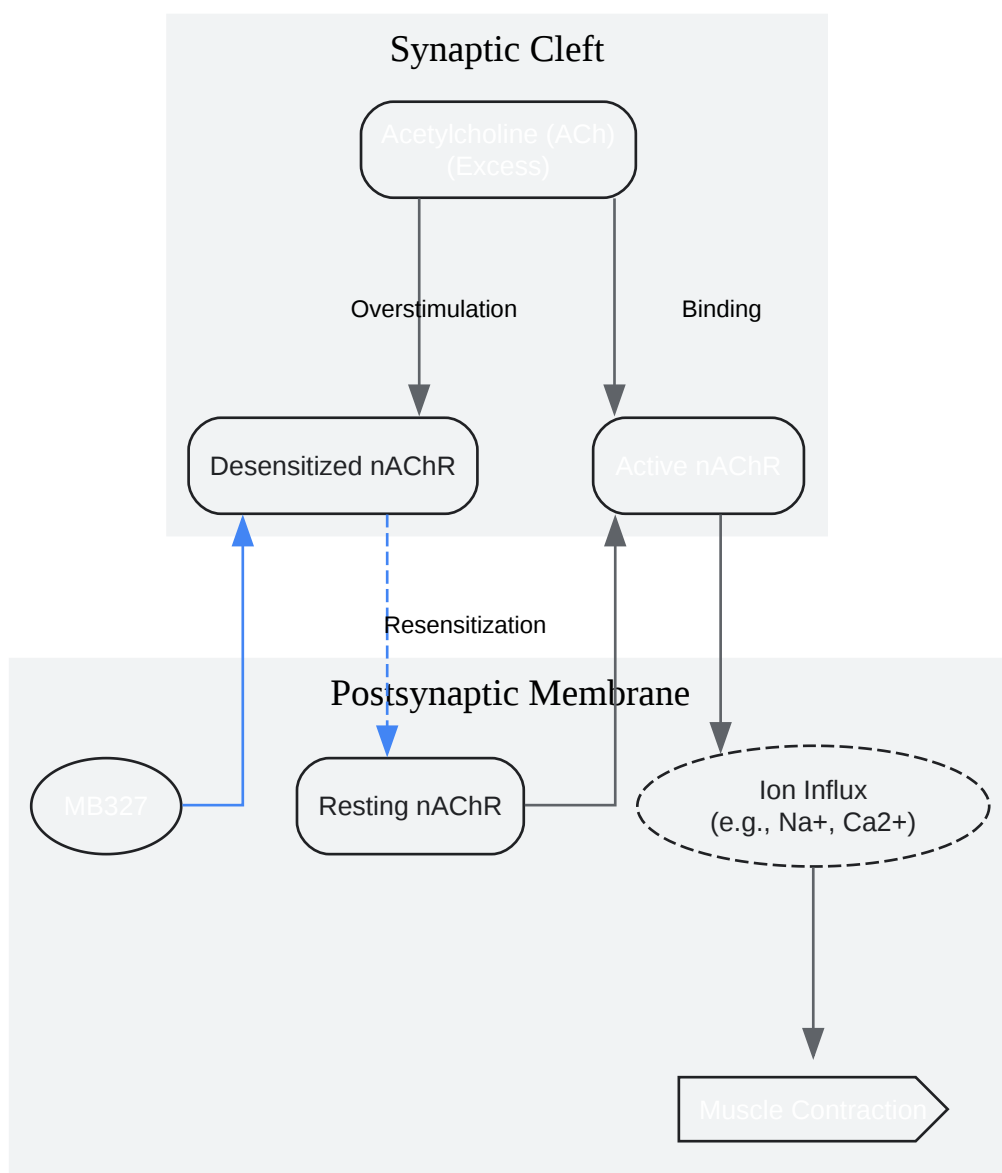 Synaptic Cleft
Acetylcholine (ACh)
(Excess)
Overstimulation
Binding
Desensitized nAChR
Active nAChR
Resensitization
Postsynaptic Membrane
MB327
Resting nAChR
Ion Influx
(e.g., Na+, Ca2+)
Muscle Contraction